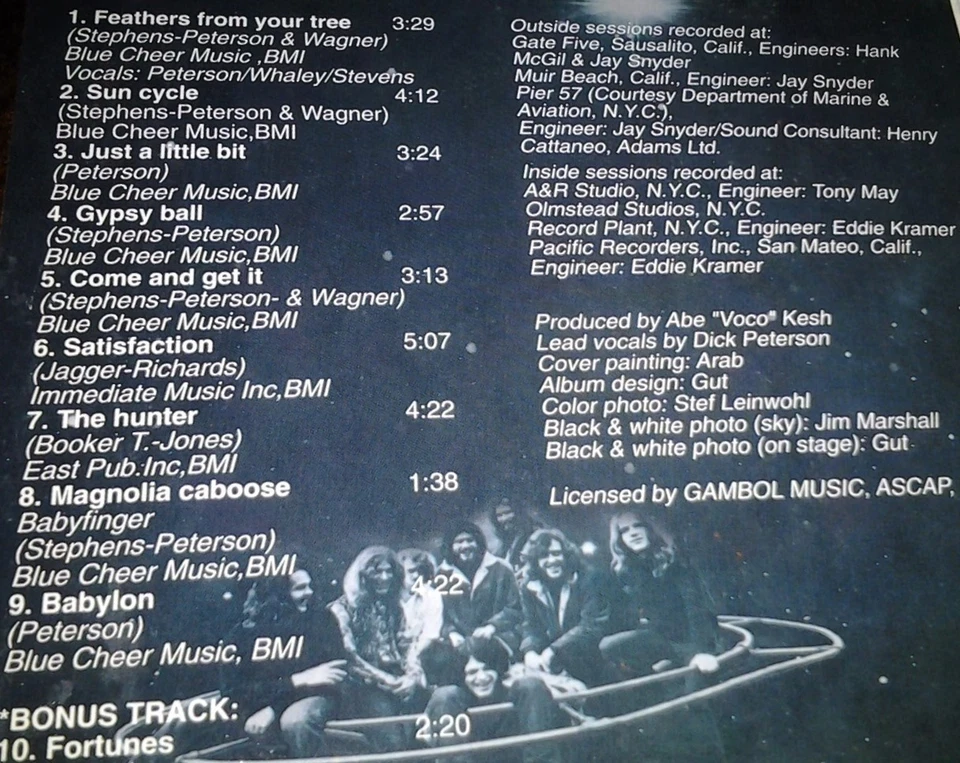 1. Feathers from your tree 3:29
(Stephens-Peterson & Wagner)
Blue Cheer Music ,BMI
Vocals: Peterson/Whaley/Stevens
2. Sun cycle 4:12
(Stephens-Peterson & Wagner)
Blue Cheer Music,BMI
3. Just a little bit 3:24
(Peterson)
Blue Cheer Music,BMI
4. Gypsy ball 2:57
(Stephens-Peterson)
Blue Cheer Music,BMI
5. Come and get it 3:13
(Stephens-Peterson- & Wagner)
Blue Cheer Music,BMI
6. Satisfaction 5:07
(Jagger-Richards)
Immediate Music Inc,BMI
7. The hunter 4:22
(Booker T.-Jones)
East Pub.Inc,BMI
8. Magnolia caboose 1:38
Babyfinger
(Stephens-Peterson)
Blue Cheer Music,BMI
9. Babylon 4:22
(Peterson)
Blue Cheer Music, BMI
*BONUS TRACK:
10. Fortunes 2:20
Outside sessions recorded at:
Gate Five, Sausalito, Calif., Engineers: Hank
McGil & Jay Snyder
Muir Beach, Calif., Engineer: Jay Snyder
Pier 57 (Courtesy Department of Marine &
Aviation, N.Y.C.),
Engineer: Jay Snyder/Sound Consultant: Henry
Cattaneo, Adams Ltd.
Inside sessions recorded at:
A&R Studio, N.Y.C., Engineer: Tony May
Olmstead Studios, N.Y.C.
Record Plant, N.Y.C., Engineer: Eddie Kramer
Pacific Recorders, Inc., San Mateo, Calif.,
Engineer: Eddie Kramer
Produced by Abe "Voco" Kesh
Lead vocals by Dick Peterson
Cover painting: Arab
Album design: Gut
Color photo: Stef Leinwohl
Black & white photo (sky): Jim Marshall
Black & white photo (on stage): Gut
Licensed by GAMBOL MUSIC, ASCAP,